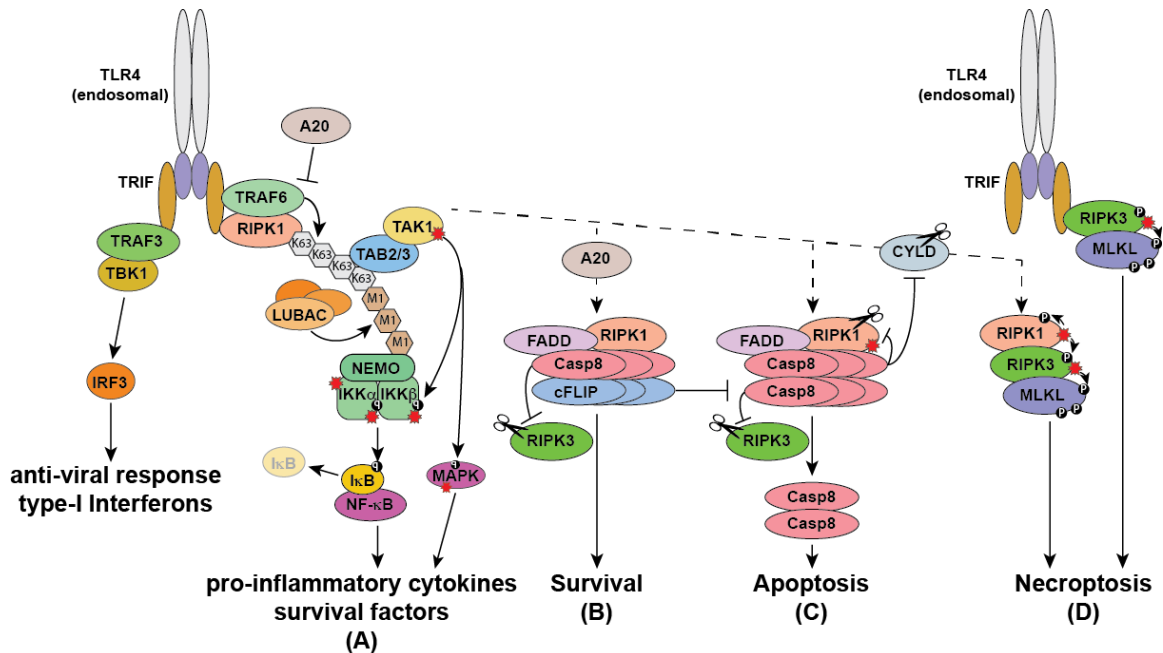 TLR4
(endosomal)
TRIF
A20
TRAF6
RIPK1
TRAF3
TBK1
IRF3
anti-viral response
type-I Interferons
K63
K63
K63
K63
TAK1
TAB2/3
LUBAC
M1
M1
M1
NEMO
IKKα
IKKβ
P
P
IκB
P
IκB
NF-κB
P
MAPK
pro-inflammatory cytokines
survival factors
(A)
A20
FADD
RIPK1
Casp8
cFLIP
RIPK3
Survival
(B)
FADD
RIPK1
Casp8
Casp8
RIPK3
Casp8
Casp8
Apoptosis
(C)
CYLD
TLR4
(endosomal)
TRIF
RIPK3
P
P
MLKL
P
P
P
RIPK1
P
RIPK3
P
MLKL
P
P
Necroptosis
(D)